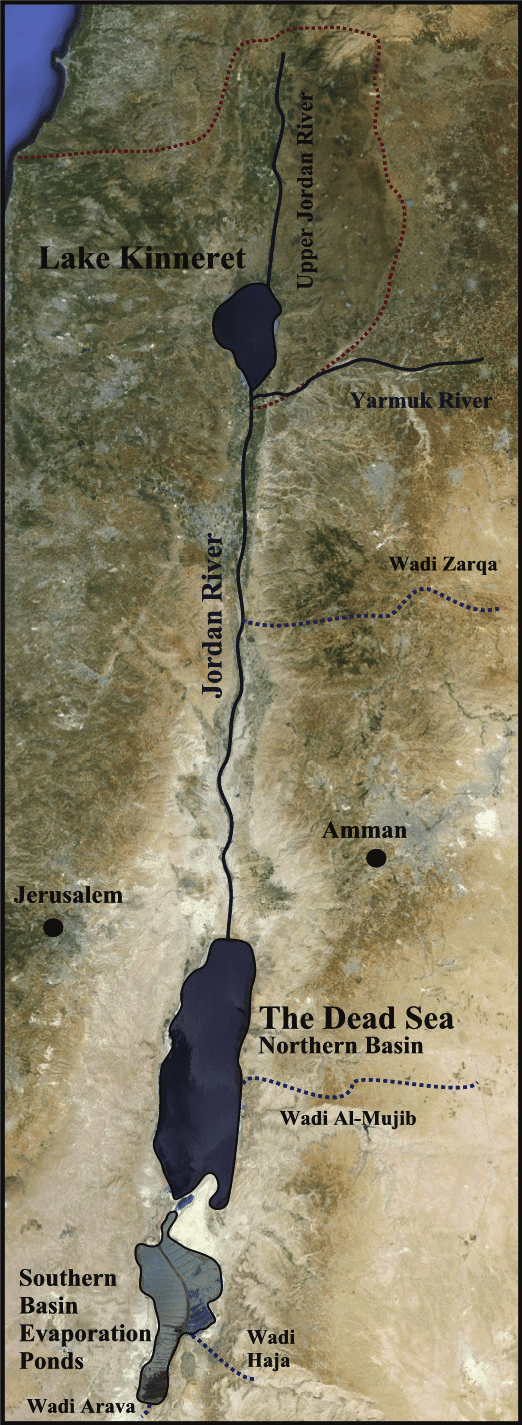 Upper Jordan River
Lake Kinneret
Yarmuk River
Jordan River
Wadi Zarqa
Amman
Jerusalem
The Dead Sea
Northern Basin
Wadi Al-Mujib
Southern
Basin
Evaporation
Ponds
Wadi
Haja
Wadi Arava